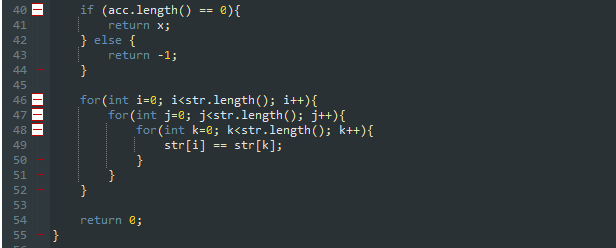 40 if (acc.length() == 0){
41 return x;
42 } else {
43 return -1;
44 }
45
46 for(int i=0; i<str.length(); i++){
47 for(int j=0; j<str.length(); j++){
48 for(int k=0; k<str.length(); k++){
49 str[i] == str[k];
50 }
51 }
52 }
53
54 return 0;
55 }